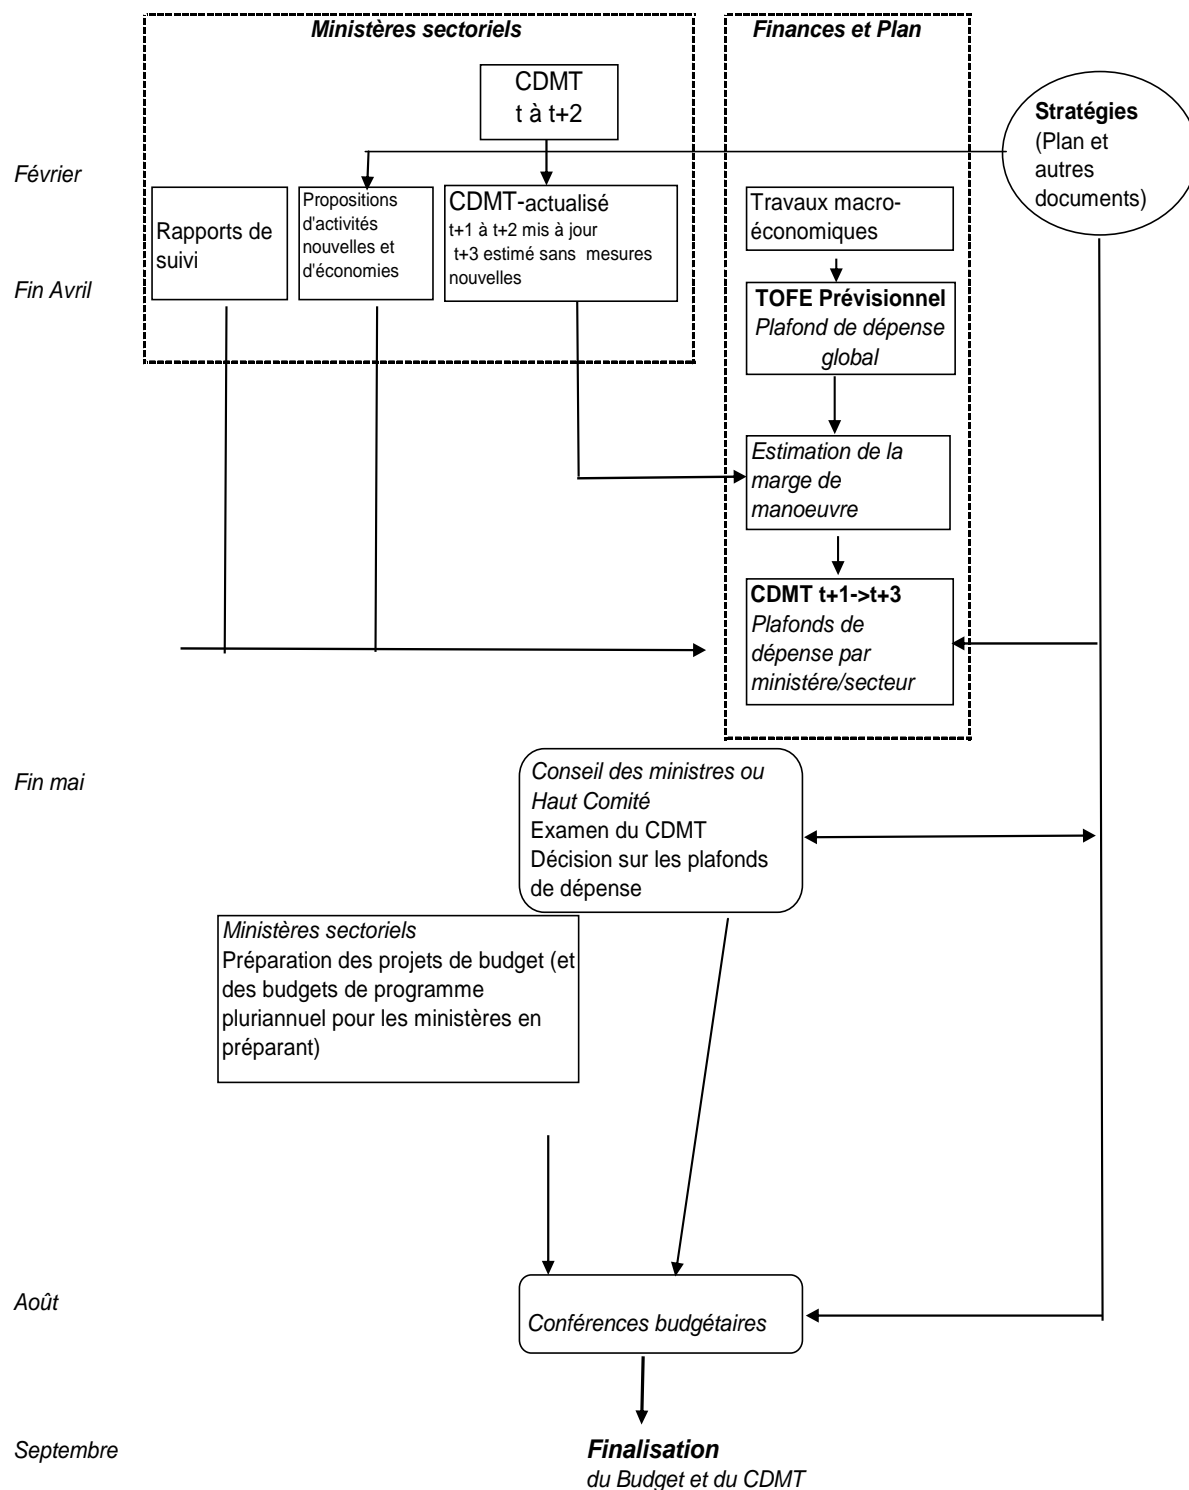 Ministères sectoriels
Finances et Plan
CDMT
t à t+2
Stratégies
(Plan et
autres
documents)
Février
Rapports de
suivi
Propositions
d'activités
nouvelles et
d'économies
CDMT-actualisé
t+1 à t+2 mis à jour
t+3 estimé sans mesures
nouvelles
Travaux macro-
économiques
Fin Avril
TOFE Prévisionnel
Plafond de dépense
global
Estimation de la
marge de
manoeuvre
CDMT t+1->t+3
Plafonds de
dépense par
ministére/secteur
Fin mai
Conseil des ministres ou
Haut Comité
Examen du CDMT
Décision sur les plafonds
de dépense
Ministères sectoriels
Préparation des projets de budget (et
des budgets de programme
pluriannuel pour les ministères en
préparant)
Août
Conférences budgétaires
Septembre
Finalisation
du Budget et du CDMT